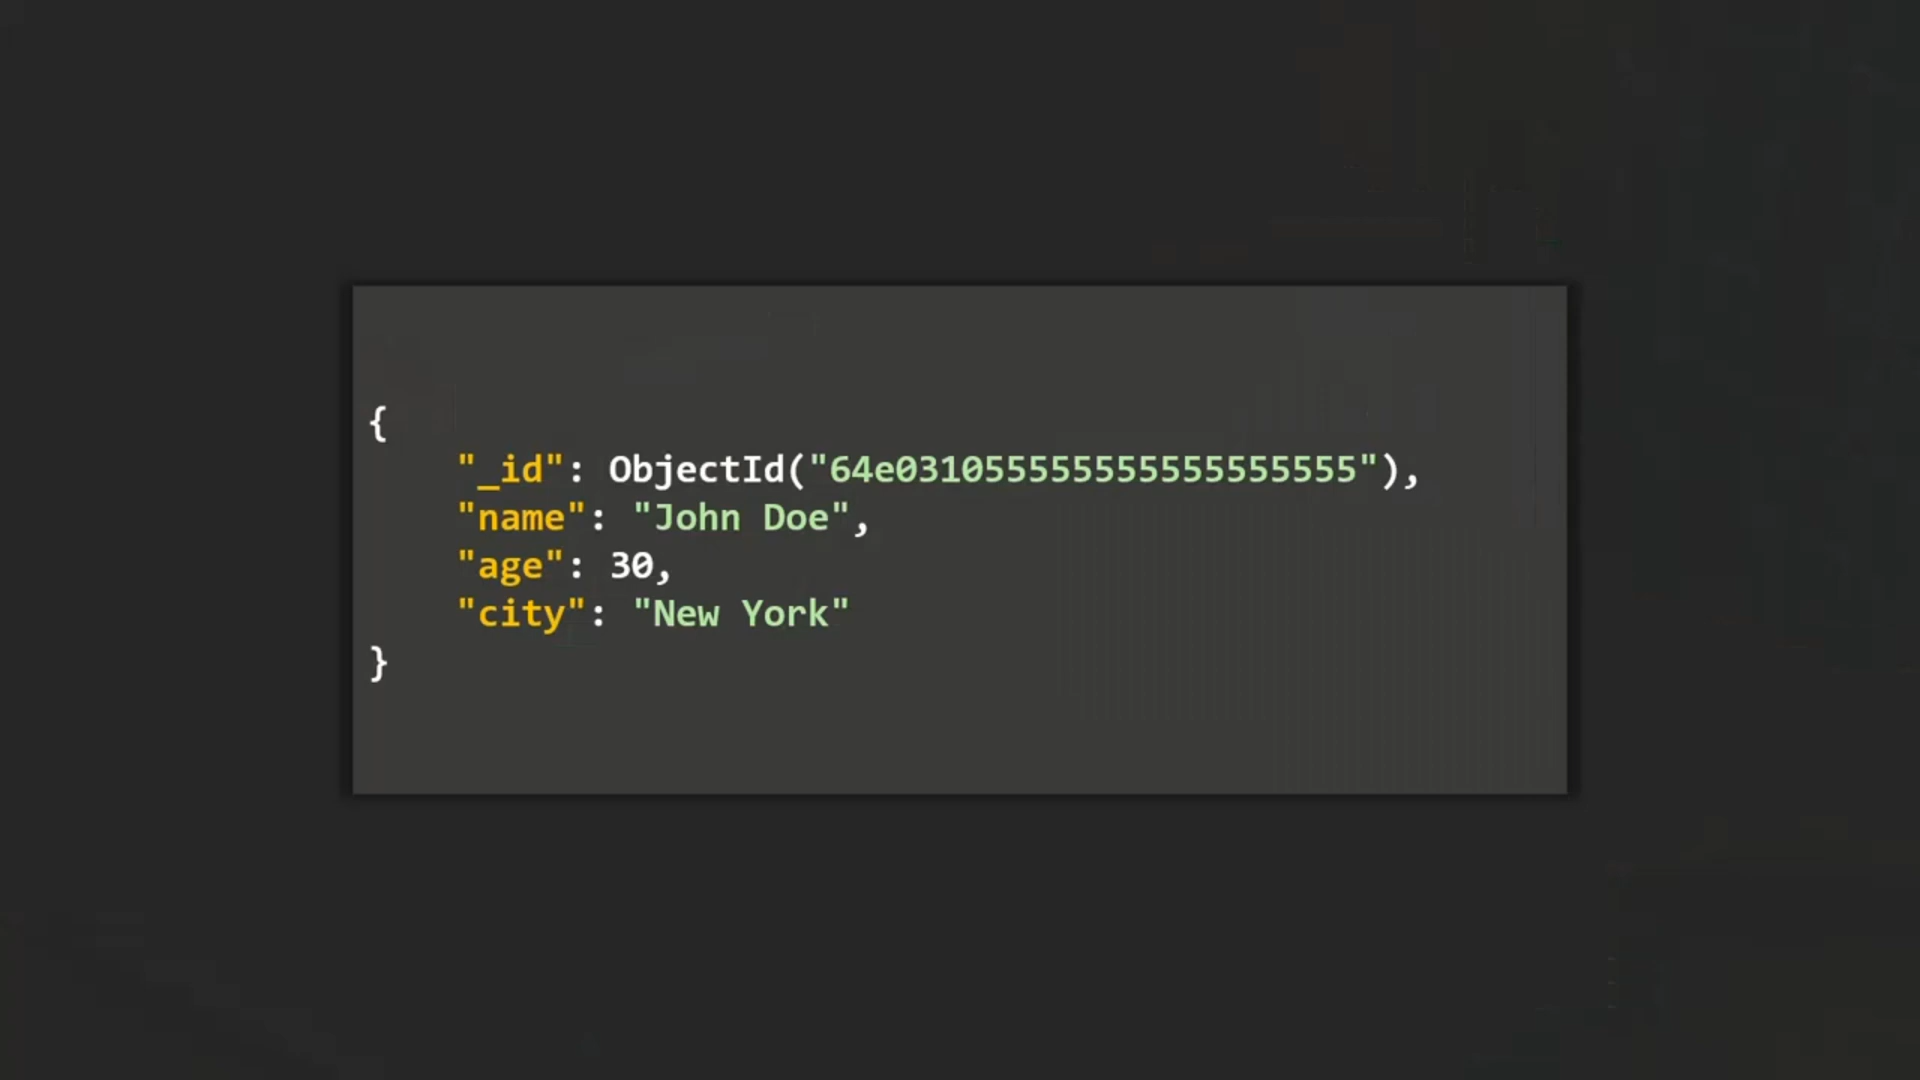 {
"_id": ObjectId("64e031055555555555555555"),
"name": "John Doe",
"age": 30,
"city": "New York"
}